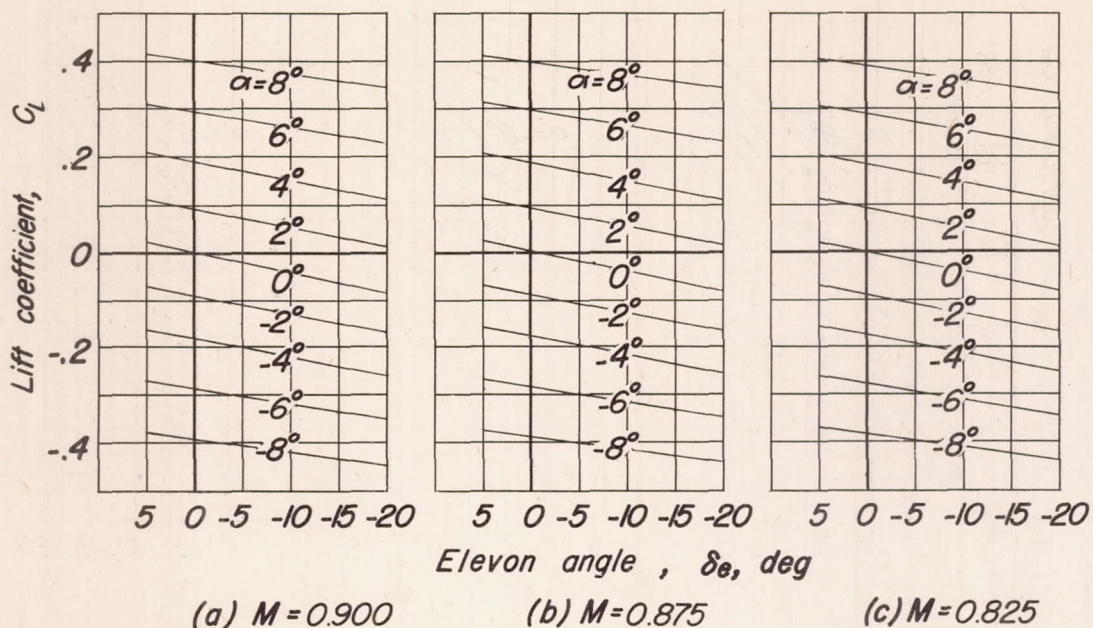 Lift coefficient, C_L
.4
.2
0
-.2
-.4
α=8°
6°
4°
2°
0°
-2°
-4°
-6°
-8°
5 0 -5 -10 -15 -20
α=8°
6°
4°
2°
0°
-2°
-4°
-6°
-8°
5 0 -5 -10 -15 -20
α=8°
6°
4°
2°
0°
-2°
-4°
-6°
-8°
5 0 -5 -10 -15 -20
Elevon angle , δe, deg
(a) M=0.900
(b) M=0.875
(c) M=0.825